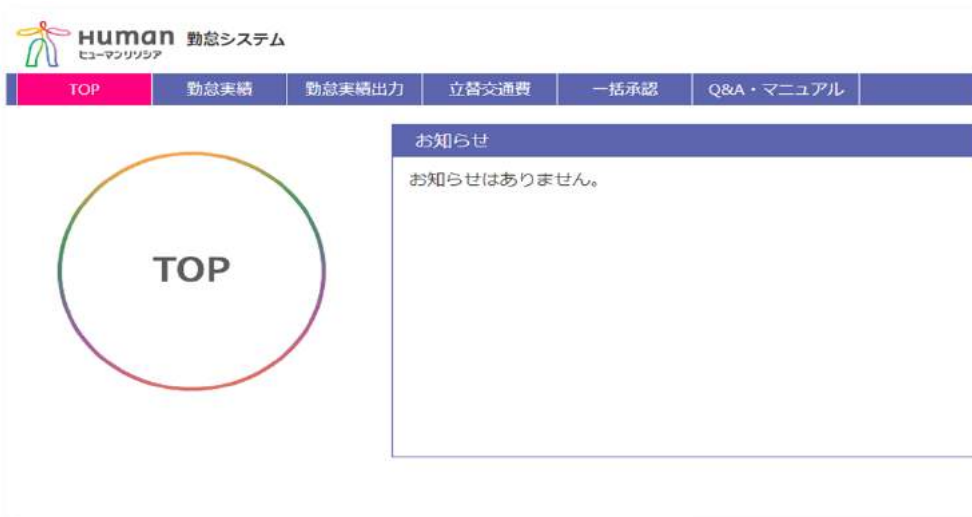 Human 勤怠システム
ヒューマンリソシア
TOP 勤怠実績 勤怠実績出力 立替交通費 一括承認 Q&A・マニュアル
お知らせ
お知らせはありません。
TOP